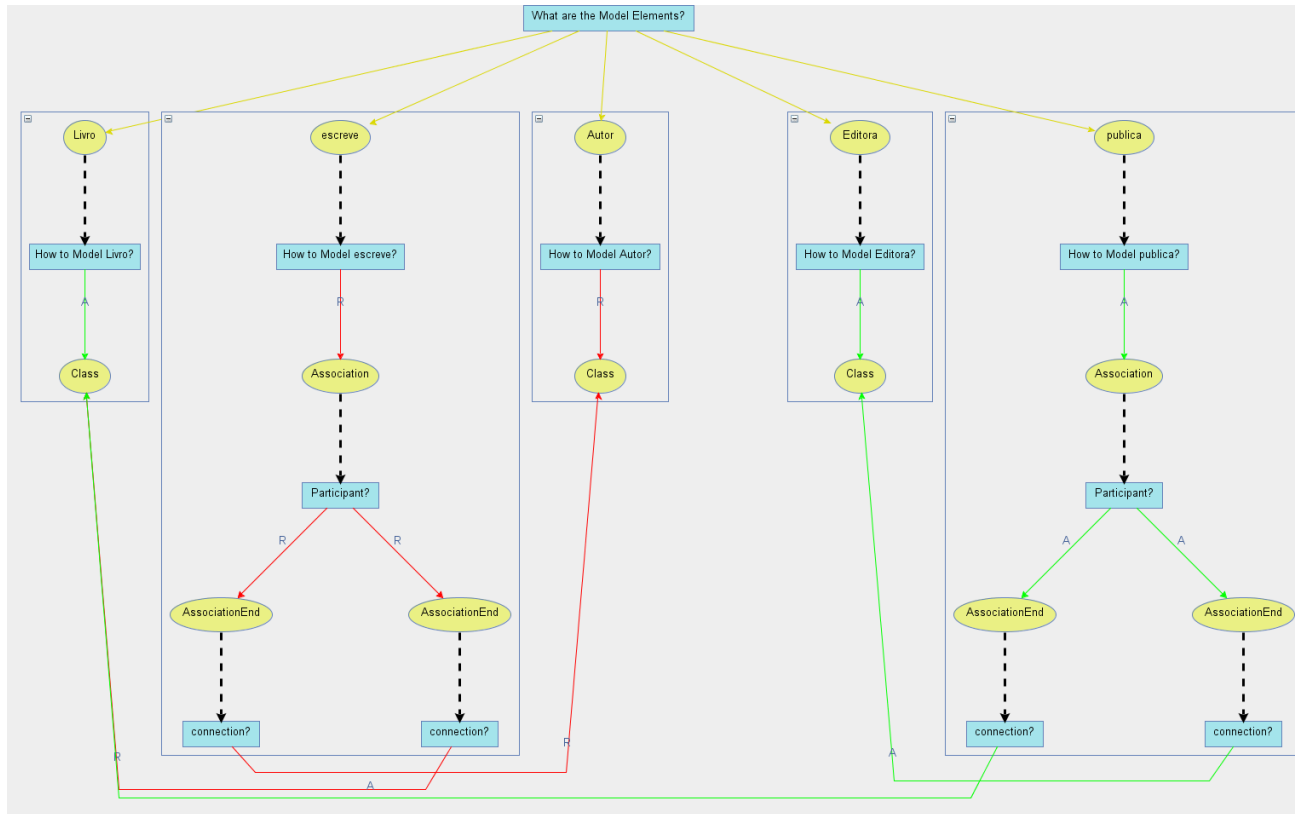 What are the Model Elements?
Livro
escreve
Autor
Editora
publica
How to Model Livro?
How to Model escreve?
How to Model Autor?
How to Model Editora?
How to Model publica?
A
R
R
A
A
Class
Association
Class
Class
Association
Participant?
Participant?
R
R
A
A
AssociationEnd
AssociationEnd
AssociationEnd
AssociationEnd
connection?
connection?
connection?
connection?
R
R
A
A